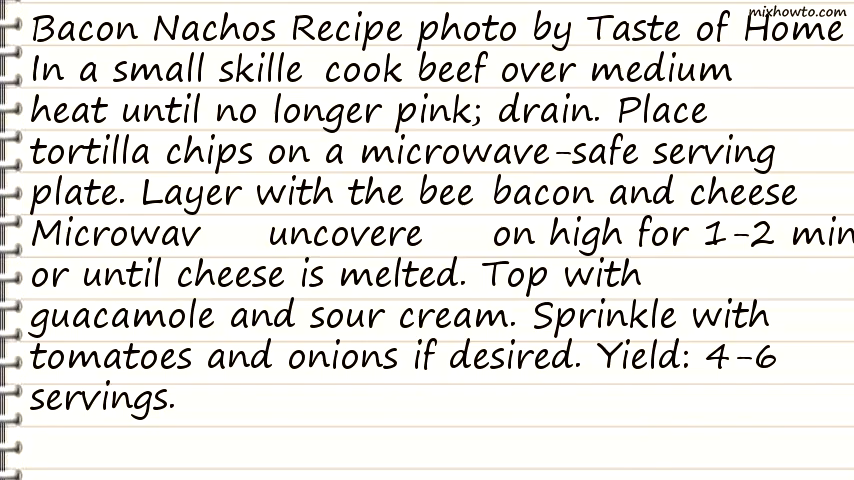 mixhowto.com
Bacon Nachos Recipe photo by Taste of Home
In a small skille cook beef over medium
heat until no longer pink; drain. Place
tortilla chips on a microwave-safe serving
plate. Layer with the bee bacon and cheese
Microwav uncovere on high for 1-2 min
or until cheese is melted. Top with
guacamole and sour cream. Sprinkle with
tomatoes and onions if desired. Yield: 4-6
servings.